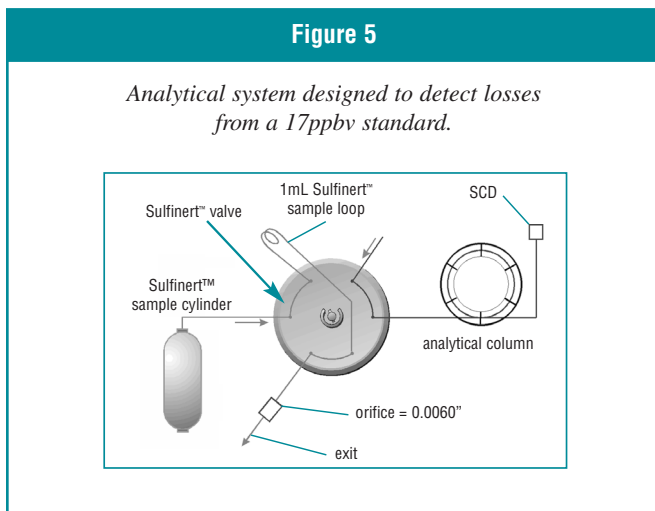 Figure 5
Analytical system designed to detect losses
from a 17ppbv standard.
1mL Sulfinert™
sample loop
SCD
Sulfinert™ valve
Sulfinert™
sample cylinder
analytical column
orifice = 0.0060”
exit